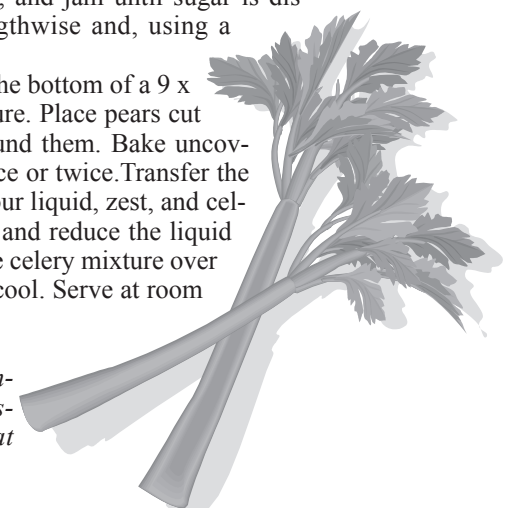 and jam until sugar is dis
gthwise and, using a
he bottom of a 9 x
ure. Place pears cut
und them. Bake uncov-
ce or twice.Transfer the
our liquid, zest, and cel-
and reduce the liquid
e celery mixture over
cool. Serve at room
n-
s-
at